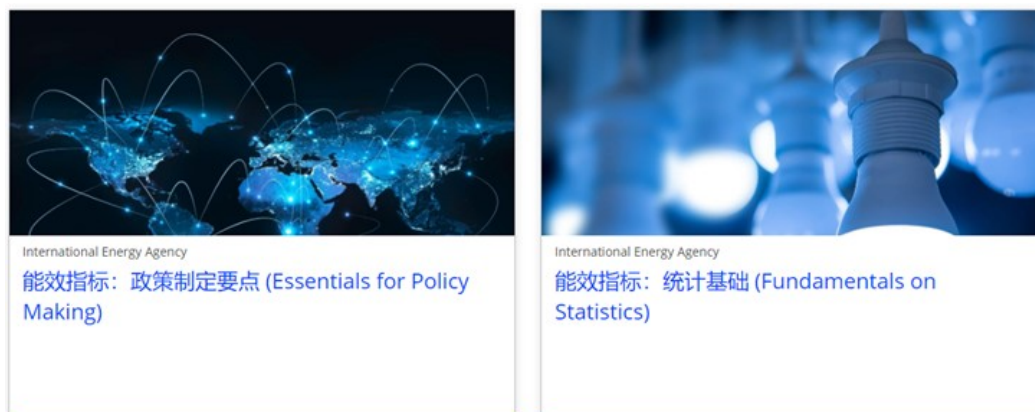 International Energy Agency
能效指标：政策制定要点 (Essentials for Policy
Making)
International Energy Agency
能效指标：统计基础 (Fundamentals on
Statistics)